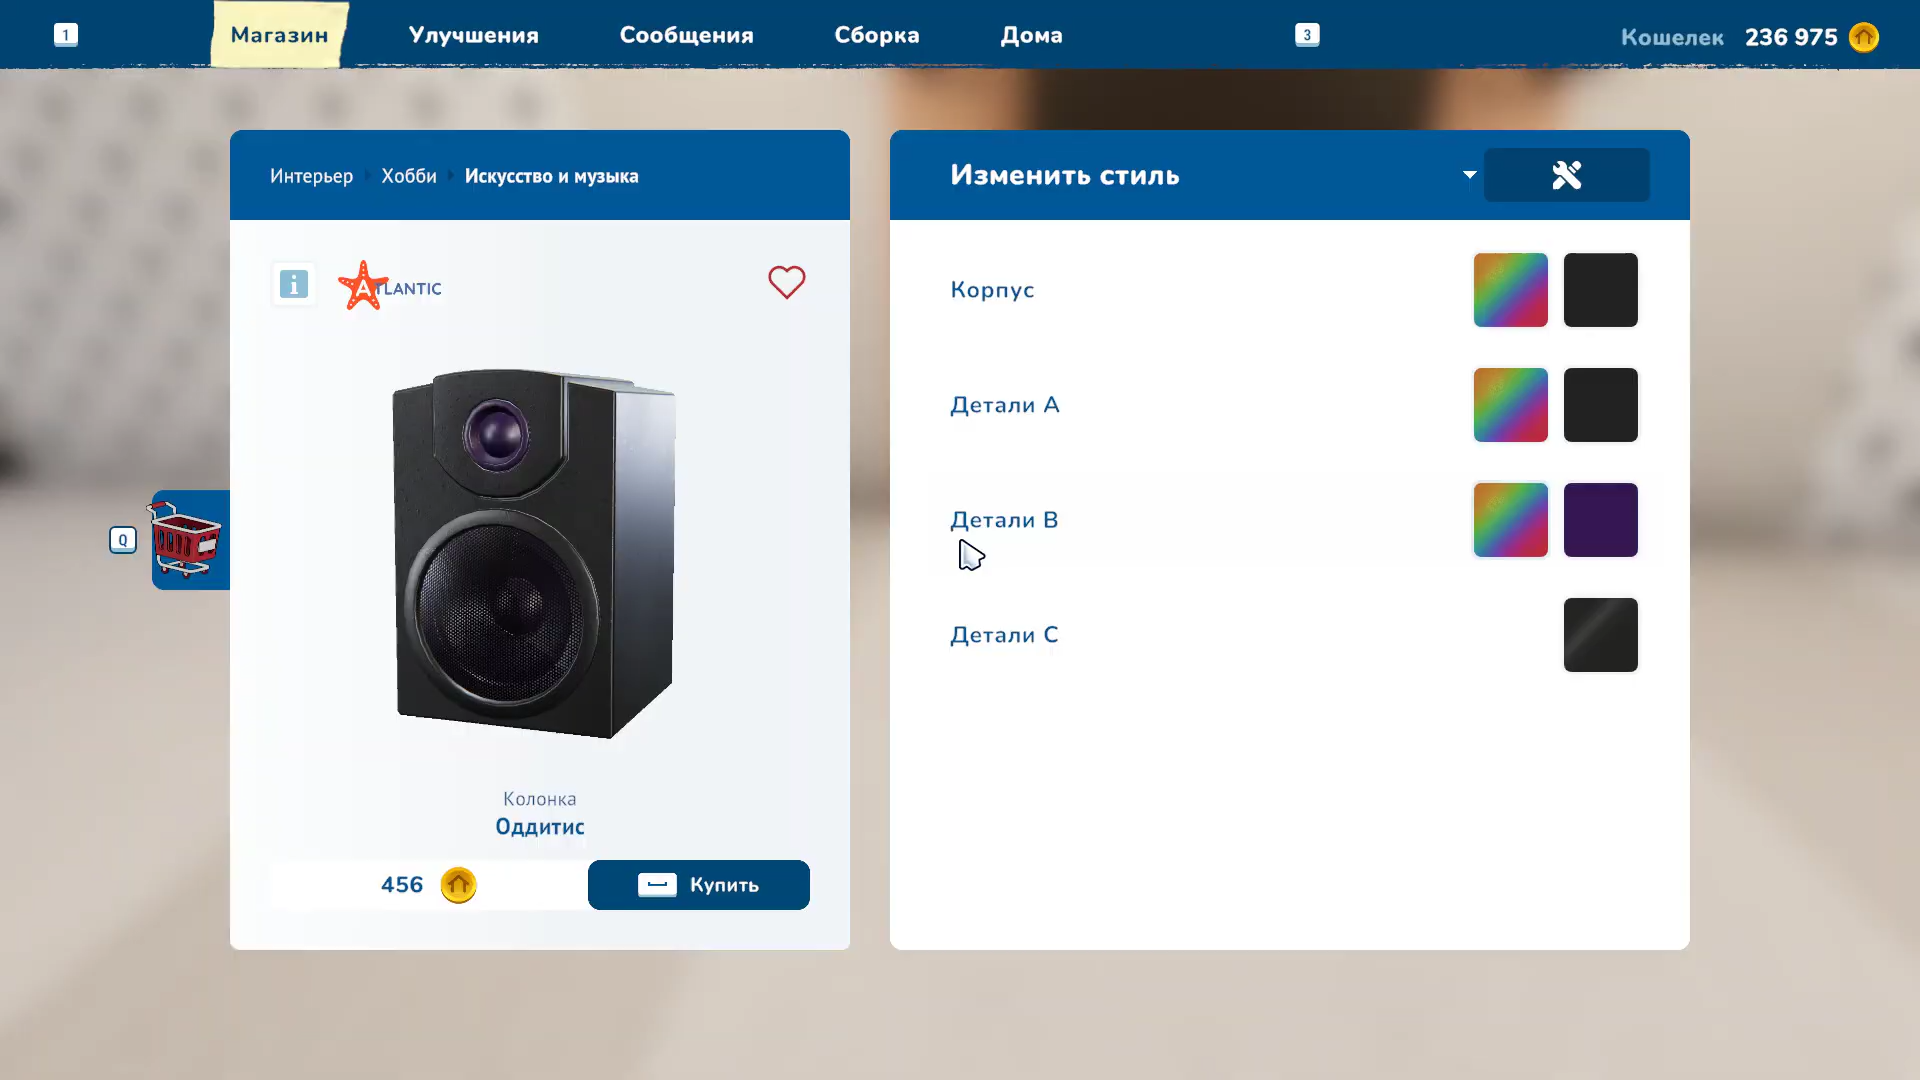 1
Магазин
Улучшения
Сообщения
Сборка
Дома
3
Кошелек 236 975
Интерьер Хобби Искусство и музыка
i
ATLANTIC
Q
Колонка
Оддитис
456
Купить
Изменить стиль
Корпус
Детали A
Детали B
Детали C